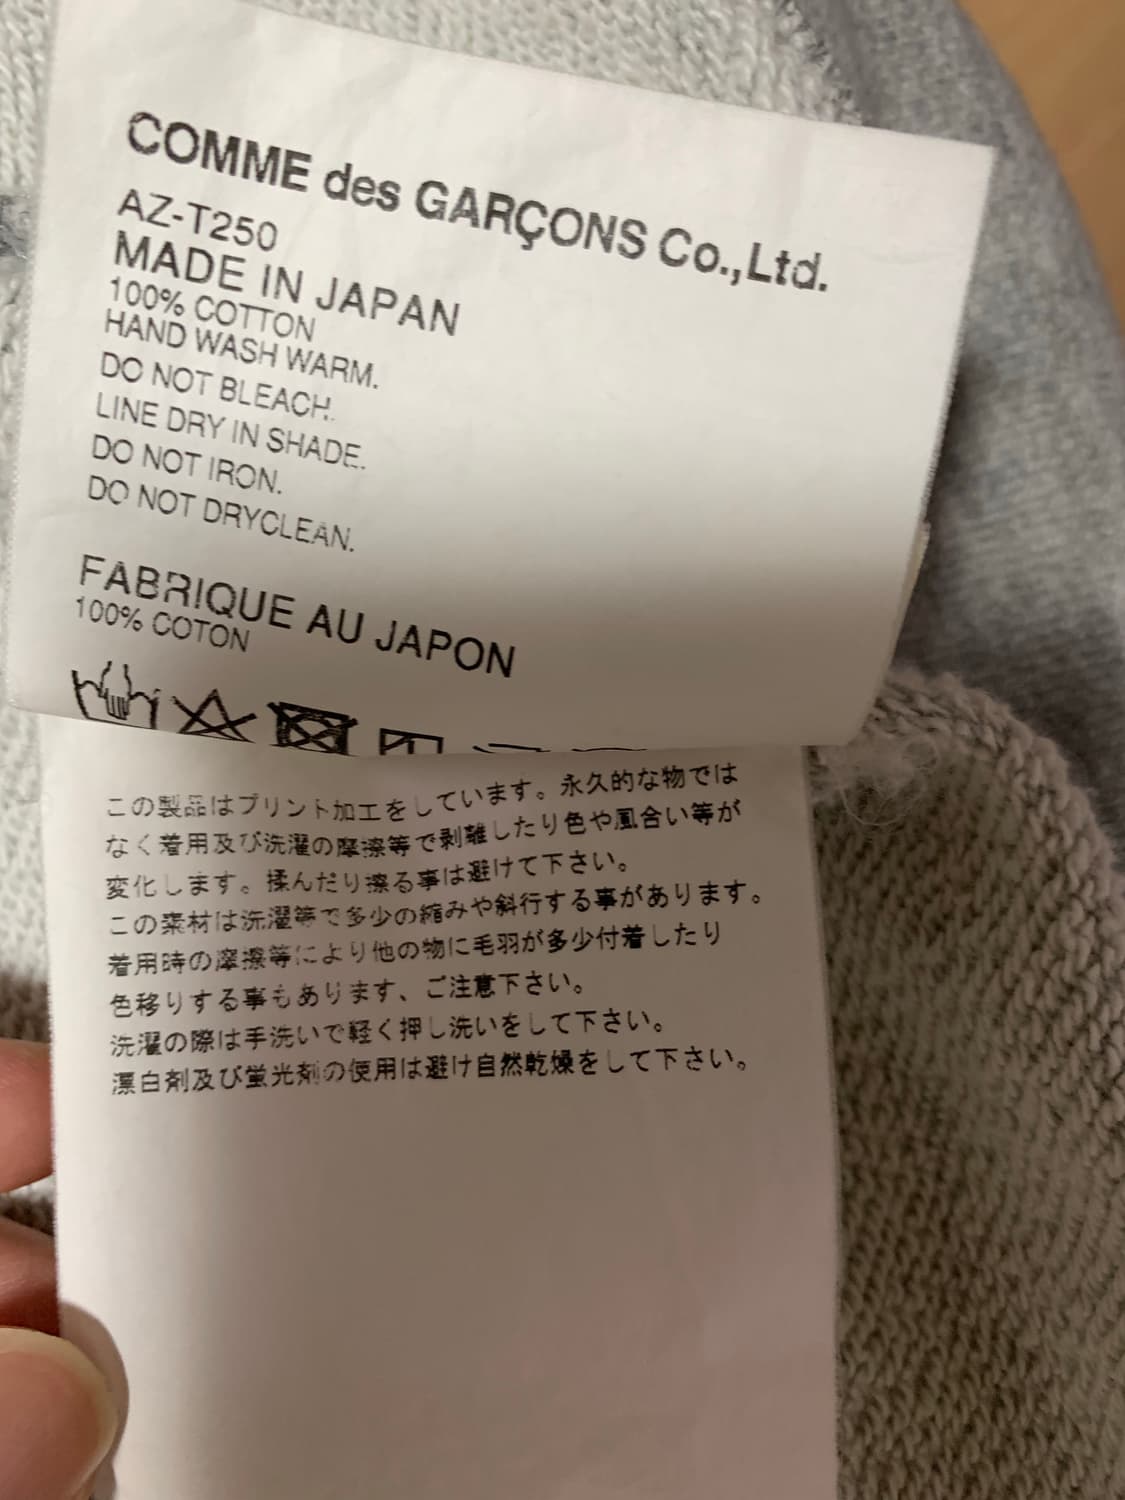 COMME des GARÇONS Co.,Ltd.
AZ-T250
MADE IN JAPAN
100% COTTON
HAND WASH WARM.
DO NOT BLEACH.
LINE DRY IN SHADE.
DO NOT IRON.
DO NOT DRYCLEAN.
FABRIQUE AU JAPON
100% COTON
この製品はプリント加工をしています。永久的な物では
なく着用及び洗濯の摩擦等で剥離したり色や風合い等が
変化します。揉んだり擦る事は避けて下さい。
この素材は洗濯等で多少の縮みや斜行する事があります。
着用時の摩擦等により他の物に毛羽が多少付着したり
色移りする事もあります、ご注意下さい。
洗濯の際は手洗いで軽く押し洗いをして下さい。
漂白剤及び蛍光剤の使用は避け自然乾燥をして下さい。